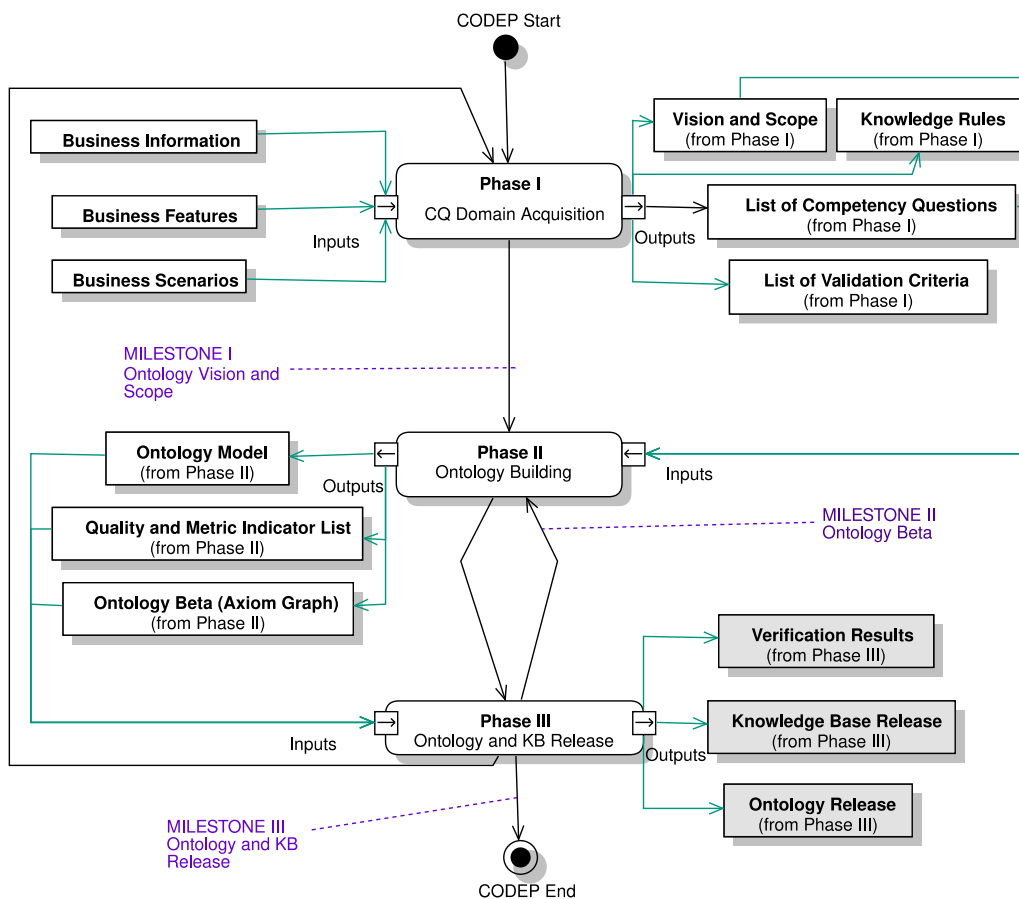 CODEP Start
Business Information
Business Features
Business Scenarios
Inputs
Phase I
CQ Domain Acquisition
Outputs
Vision and Scope
(from Phase I)
Knowledge Rules
(from Phase I)
List of Competency Questions
(from Phase I)
List of Validation Criteria
(from Phase I)
MILESTONE I
Ontology Vision and
Scope
Phase II
Ontology Building
Inputs
Outputs
Ontology Model
(from Phase II)
Quality and Metric Indicator List
(from Phase II)
Ontology Beta (Axiom Graph)
(from Phase II)
MILESTONE II
Ontology Beta
Inputs
Phase III
Ontology and KB Release
Outputs
Verification Results
(from Phase III)
Knowledge Base Release
(from Phase III)
Ontology Release
(from Phase III)
MILESTONE III
Ontology and KB
Release
CODEP End